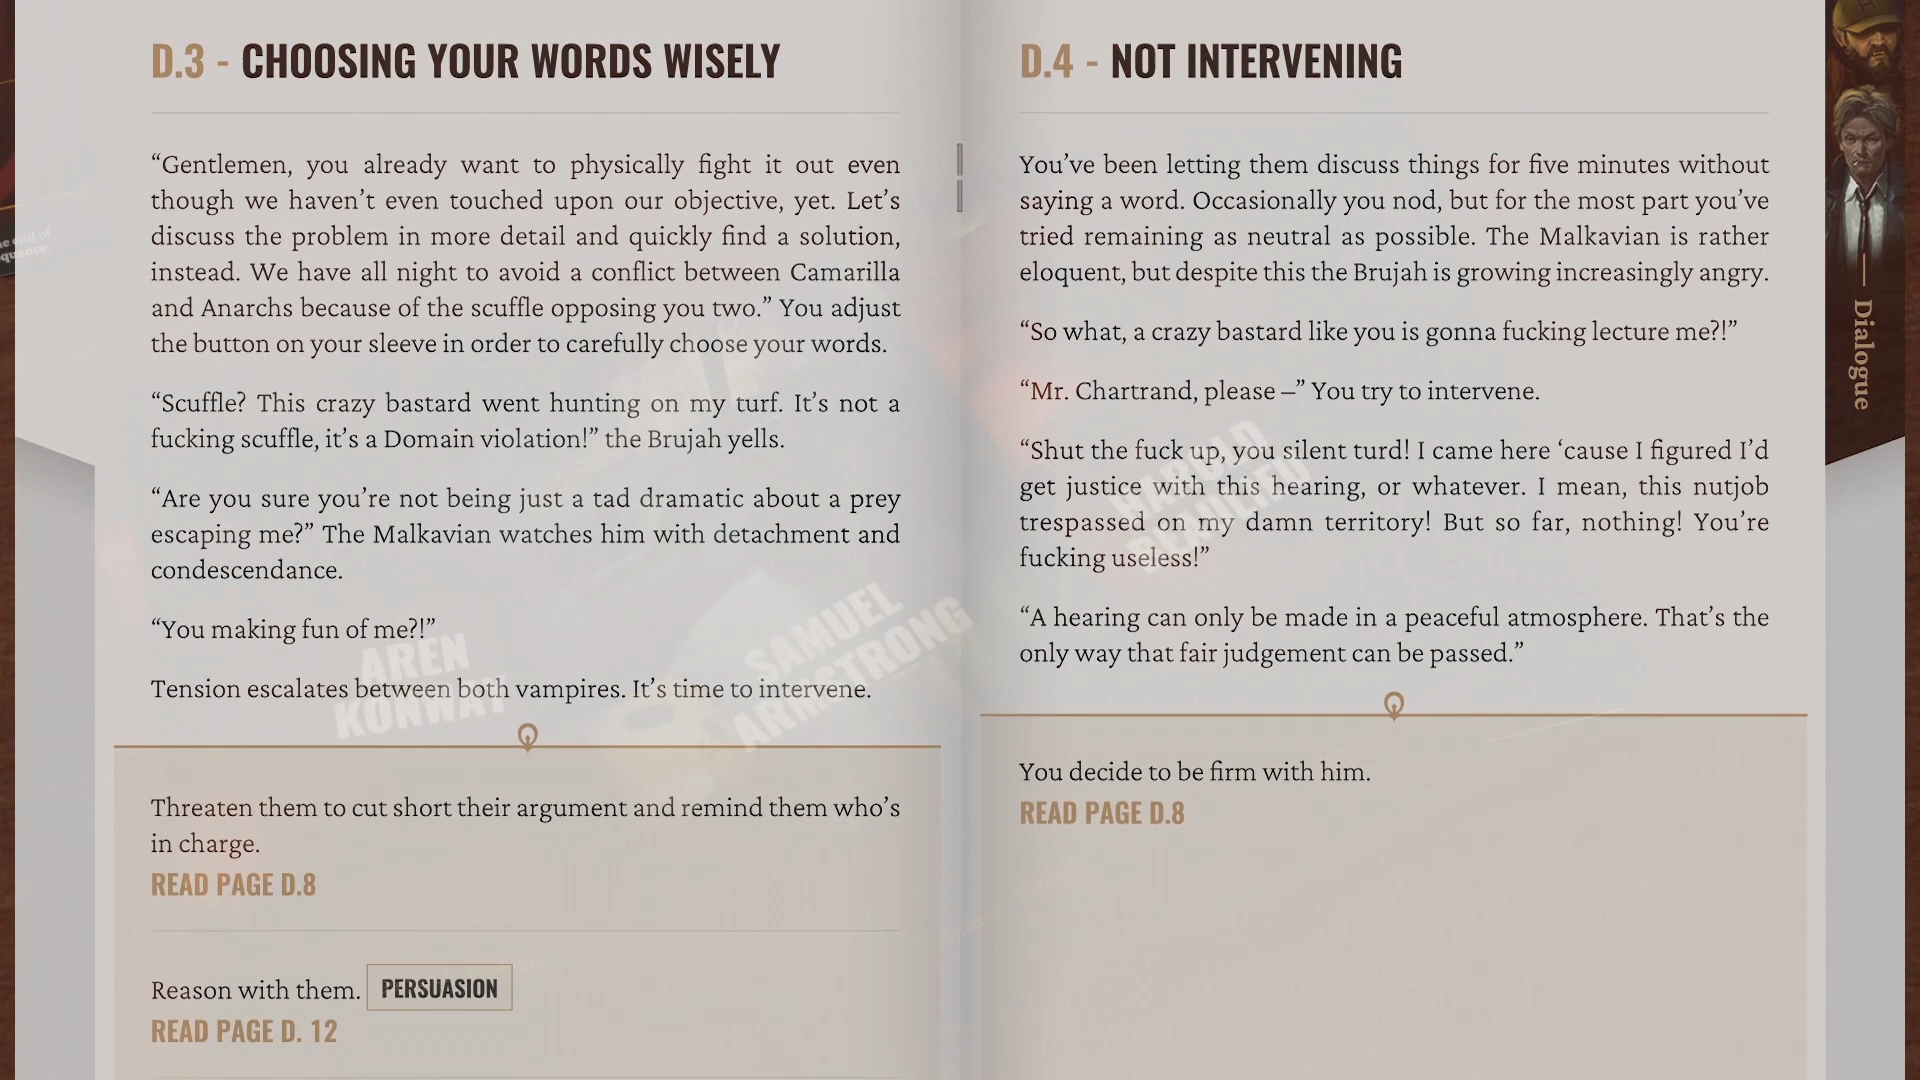 D.3 - CHOOSING YOUR WORDS WISELY
“Gentlemen, you already want to physically fight it out even
though we haven’t even touched upon our objective, yet. Let’s
discuss the problem in more detail and quickly find a solution,
instead. We have all night to avoid a conflict between Camarilla
and Anarchs because of the scuffle opposing you two.” You adjust
the button on your sleeve in order to carefully choose your words.
“Scuffle? This crazy bastard went hunting on my turf. It’s not a
fucking scuffle, it’s a Domain violation!” the Brujah yells.
“Are you sure you’re not being just a tad dramatic about a prey
escaping me?” The Malkavian watches him with detachment and
condescendance.
“You making fun of me?!”
Tension escalates between both vampires. It’s time to intervene.
AREN
KONWAY
SAMUEL
ARMSTRONG
Threaten them to cut short their argument and remind them who’s
in charge.
READ PAGE D.8
Reason with them. PERSUASION
READ PAGE D. 12
D.4 - NOT INTERVENING
You’ve been letting them discuss things for five minutes without
saying a word. Occasionally you nod, but for the most part you’ve
tried remaining as neutral as possible. The Malkavian is rather
eloquent, but despite this the Brujah is growing increasingly angry.
“So what, a crazy bastard like you is gonna fucking lecture me?!”
“Mr. Chartrand, please –” You try to intervene.
“Shut the fuck up, you silent turd! I came here ‘cause I figured I’d
get justice with this hearing, or whatever. I mean, this nutjob
trespassed on my damn territory! But so far, nothing! You’re
fucking useless!”
“A hearing can only be made in a peaceful atmosphere. That’s the
only way that fair judgement can be passed.”
You decide to be firm with him.
READ PAGE D.8
Dialogue